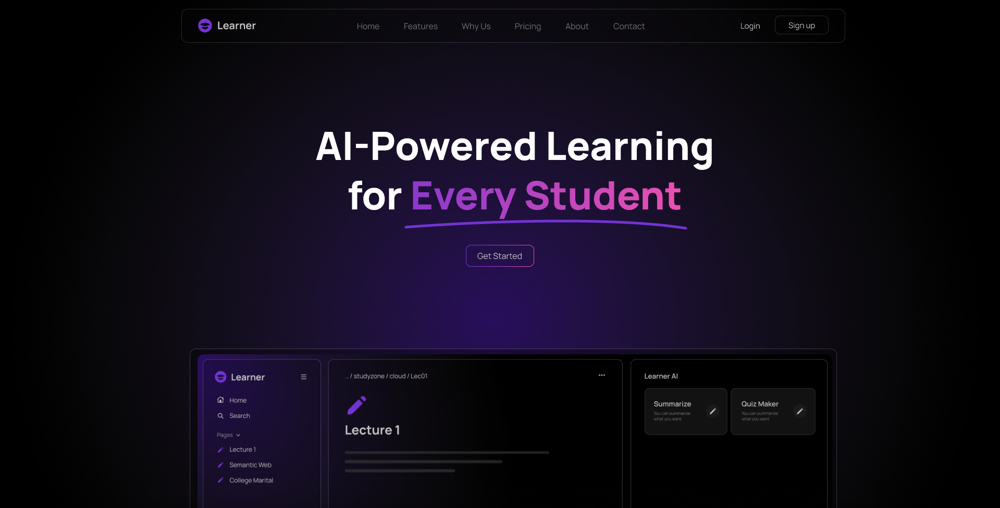 Learner
Home Features Why Us Pricing About Contact
Login Sign up
AI-Powered Learning
for Every Student
Get Started
Learner
Home
Search
Pages
Lecture 1
Semantic Web
College Marital
.. / studyzone / cloud / Lec01
Lecture 1
Learner AI
Summarize
You can summarize
what you want
Quiz Maker
You can summarize
what you want